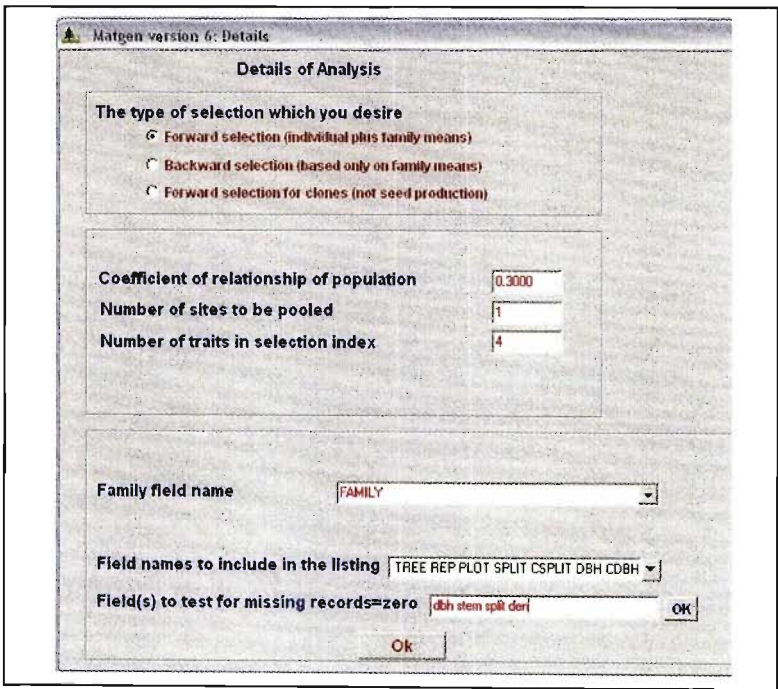 Matgen version 6: Details
Details of Analysis
The type of selection which you desire
Forward selection (individual plus family means)
Backward selection (based only on family means)
Forward selection for clones (not seed production)
Coefficient of relationship of population 0.3000
Number of sites to be pooled 1
Number of traits in selection index 4
Family field name FAMILY
Field names to include in the listing TREE REP PLOT SPLIT CSPLIT DBH CDBH
Field(s) to test for missing records=zero dbh stem split den OK
Ok